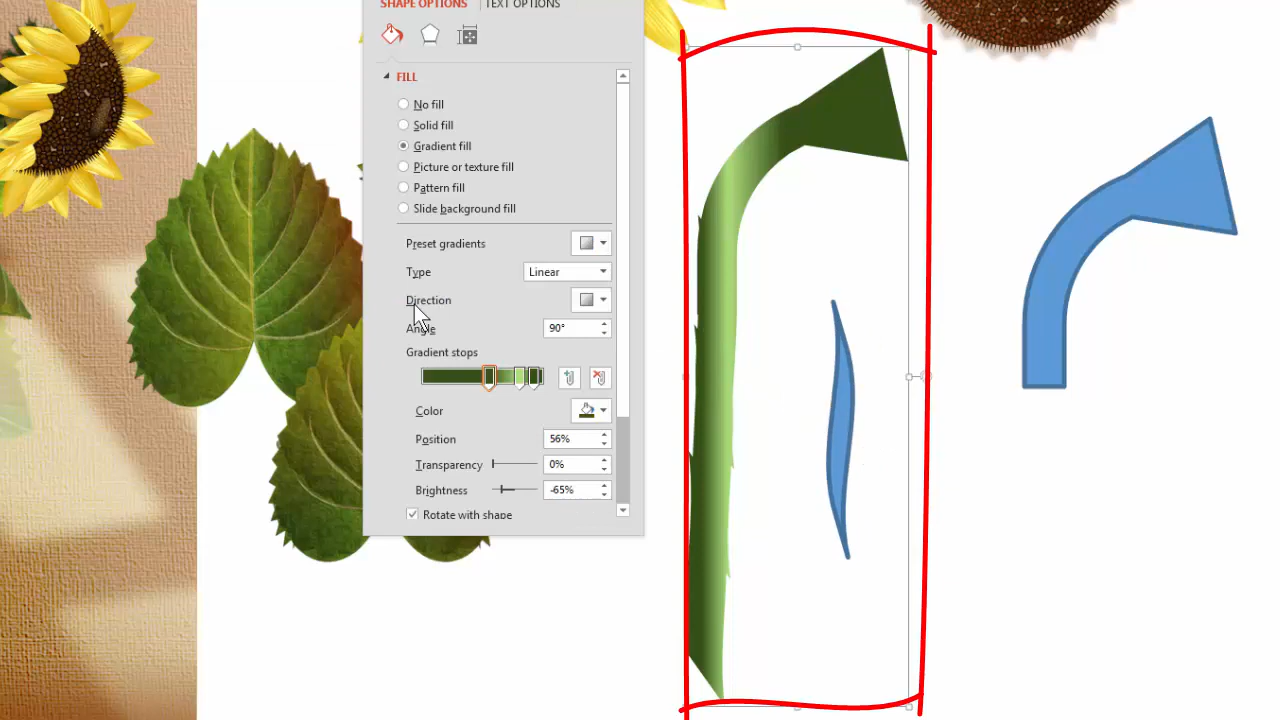 SHAPE OPTIONS TEXT OPTIONS
FILL
No fill
Solid fill
Gradient fill
Picture or texture fill
Pattern fill
Slide background fill
Preset gradients
Type Linear
Direction
Angle 90°
Gradient stops
Color
Position 56%
Transparency 0%
Brightness -65%
Rotate with shape